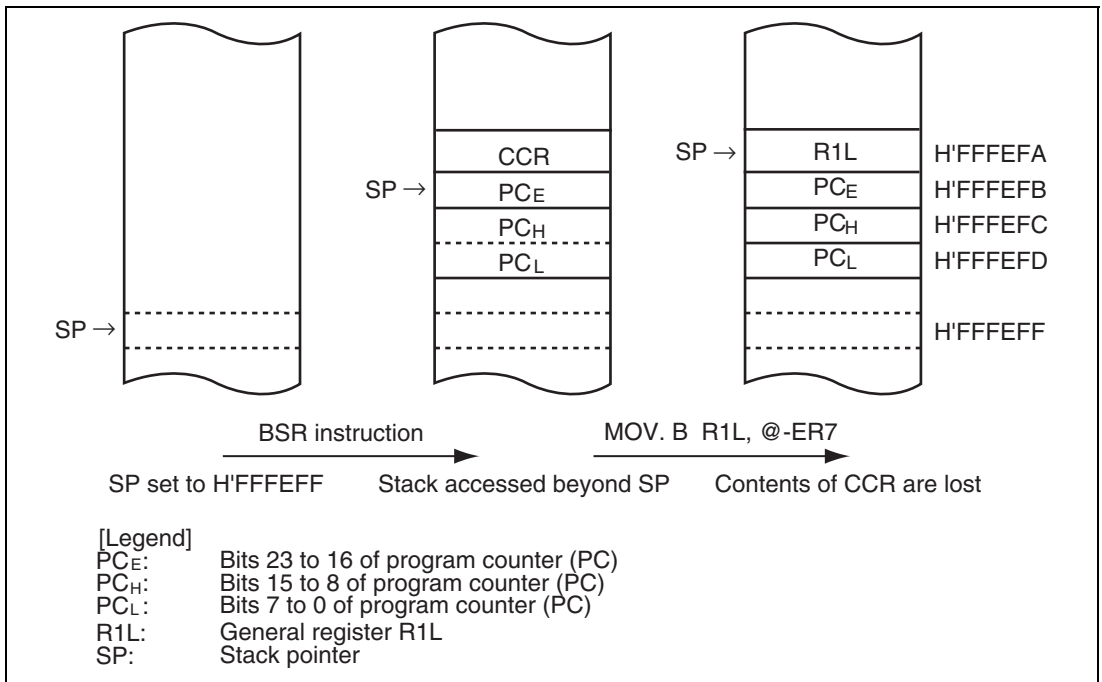 CCR
SP → R1L H'FFFEFA
SP → PCE PCE H'FFFEFB
PCH PCH H'FFFEFC
PCL PCL H'FFFEFD
SP → H'FFFEFF
BSR instruction MOV. B R1L, @-ER7
SP set to H'FFFEFF Stack accessed beyond SP Contents of CCR are lost
[Legend]
PCE: Bits 23 to 16 of program counter (PC)
PCH: Bits 15 to 8 of program counter (PC)
PCL: Bits 7 to 0 of program counter (PC)
R1L: General register R1L
SP: Stack pointer